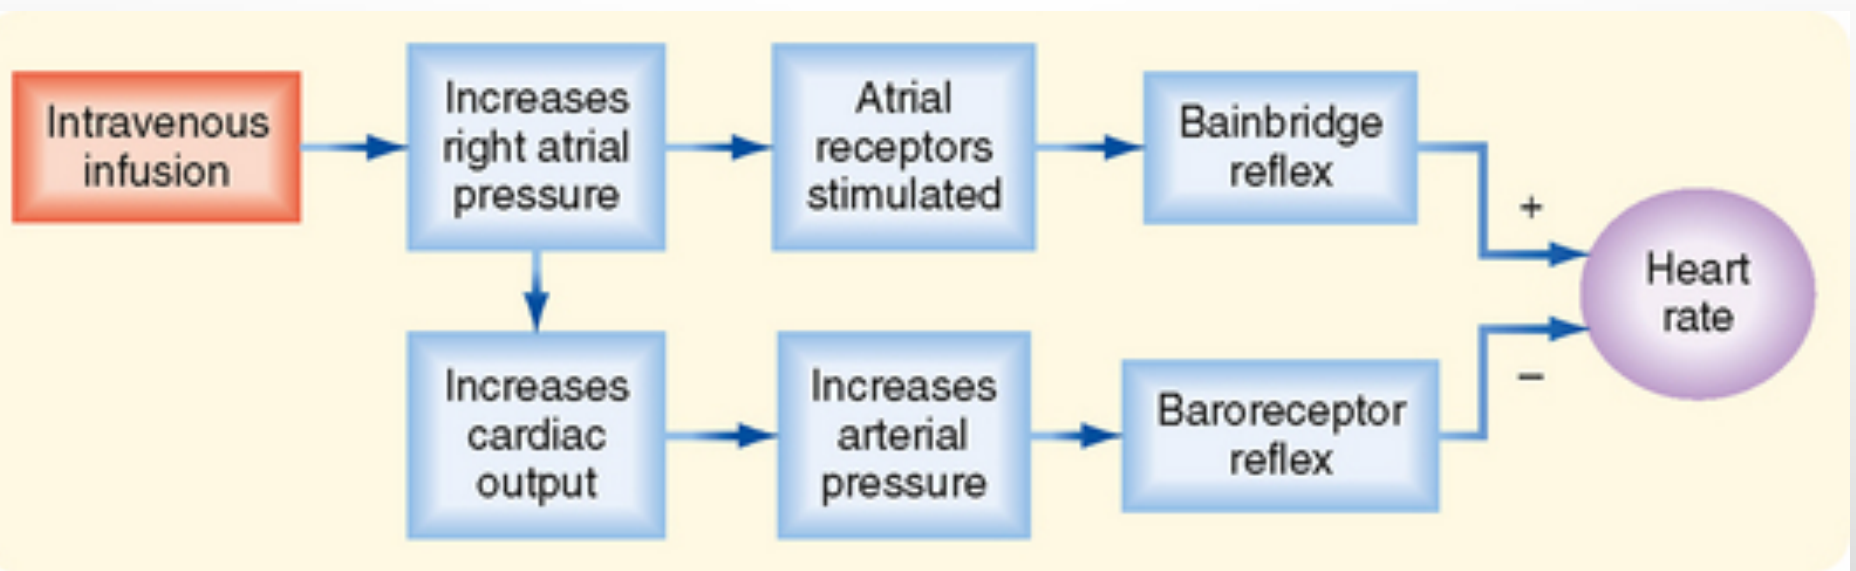 Intravenous
infusion
Increases
right atrial
pressure
Atrial
receptors
stimulated
Bainbridge
reflex
+
Heart
rate
−
Increases
cardiac
output
Increases
arterial
pressure
Baroreceptor
reflex